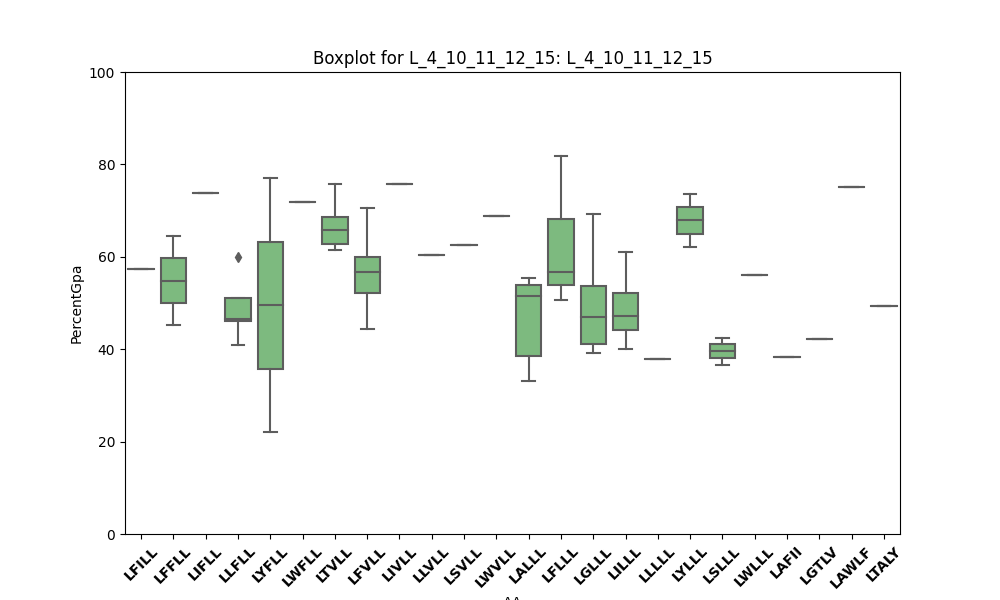 Boxplot for L_4_10_11_12_15: L_4_10_11_12_15
100
80
60
40
20
0
PercentGpa
LFILL LFFLL LIFLL LLFLL LYFLL LWFLL LTVLL LFVLL LIVLL LLVLL LSVLL LWVLL LALLL LFLLL LGLLL LILLL LLLLL LYLLL LSLLL LWLLL LAFII LGTLV LAWLF LTALY